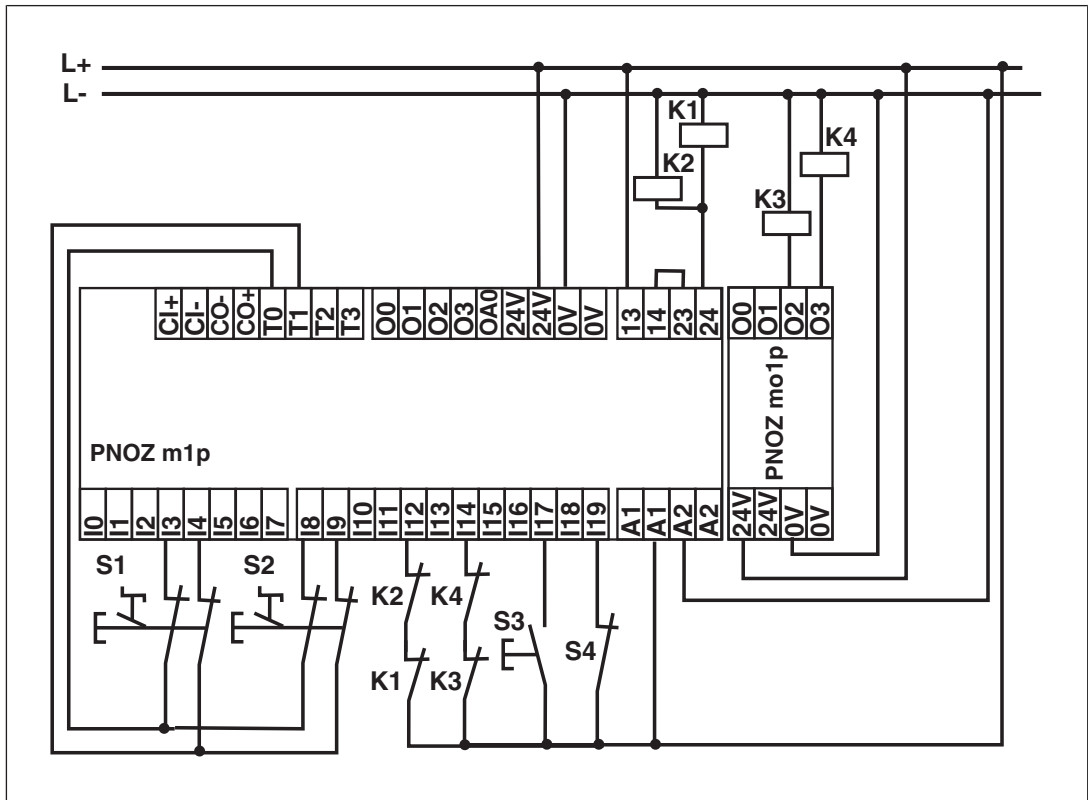 L+
L-
K1
K2
K4
K3
CI+ CI- CO- CO+ T0 T1 T2 T3 O0 O1 O2 O3 OA0 24V 24V 0V 0V 13 14 23 24 O0 O1 O2 O3
PNOZ m1p
PNOZ mo1p
I0 I1 I2 I3 I4 I5 I6 I7 I8 I9 I10 I11 I12 I13 I14 I15 I16 I17 I18 I19 A1 A1 A2 A2 24V 24V 0V 0V
S1 S2
K2 K4
S3
S4
K1 K3